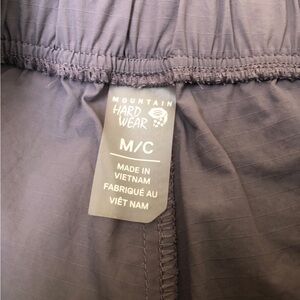 MOUNTAIN
HARD
WEAR
M/C
MADE IN
VIETNAM
FABRIQUÉ AU
VIÊT NAM